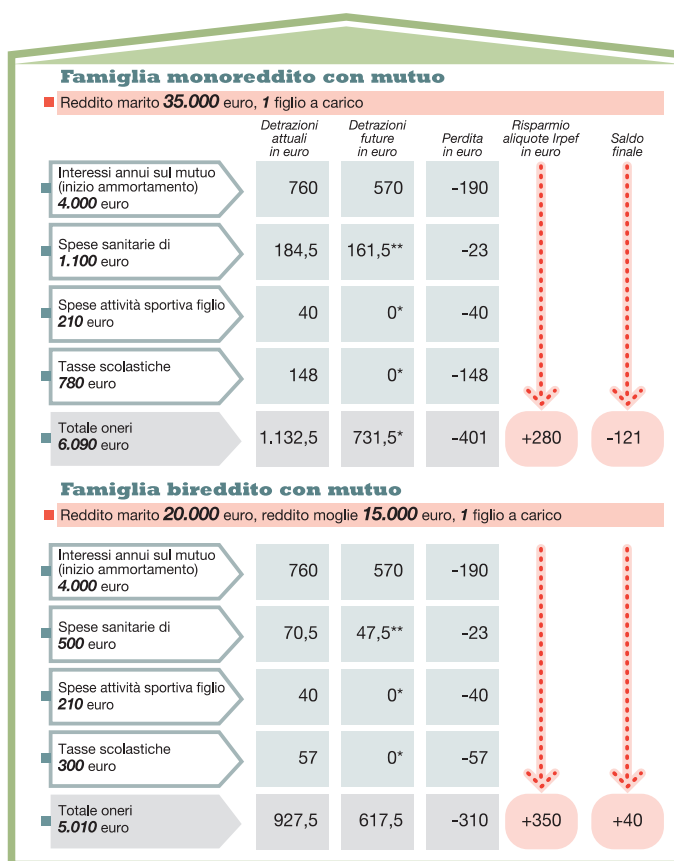 Famiglia monoreddito con mutuo
Reddito marito 35.000 euro, 1 figlio a carico
Detrazioni attuali in euro
Detrazioni future in euro
Perdita in euro
Risparmio aliquote Irpef in euro
Saldo finale
Interessi annui sul mutuo
(inizio ammortamento)
4.000 euro
760 570 -190
Spese sanitarie di
1.100 euro
184,5 161,5** -23
Spese attività sportiva figlio
210 euro
40 0* -40
Tasse scolastiche
780 euro
148 0* -148
Totale oneri
6.090 euro
1.132,5 731,5* -401 +280 -121
Famiglia bireddito con mutuo
Reddito marito 20.000 euro, reddito moglie 15.000 euro, 1 figlio a carico
Interessi annui sul mutuo
(inizio ammortamento)
4.000 euro
760 570 -190
Spese sanitarie di
500 euro
70,5 47,5** -23
Spese attività sportiva figlio
210 euro
40 0* -40
Tasse scolastiche
300 euro
57 0* -57
Totale oneri
5.010 euro
927,5 617,5 -310 +350 +40